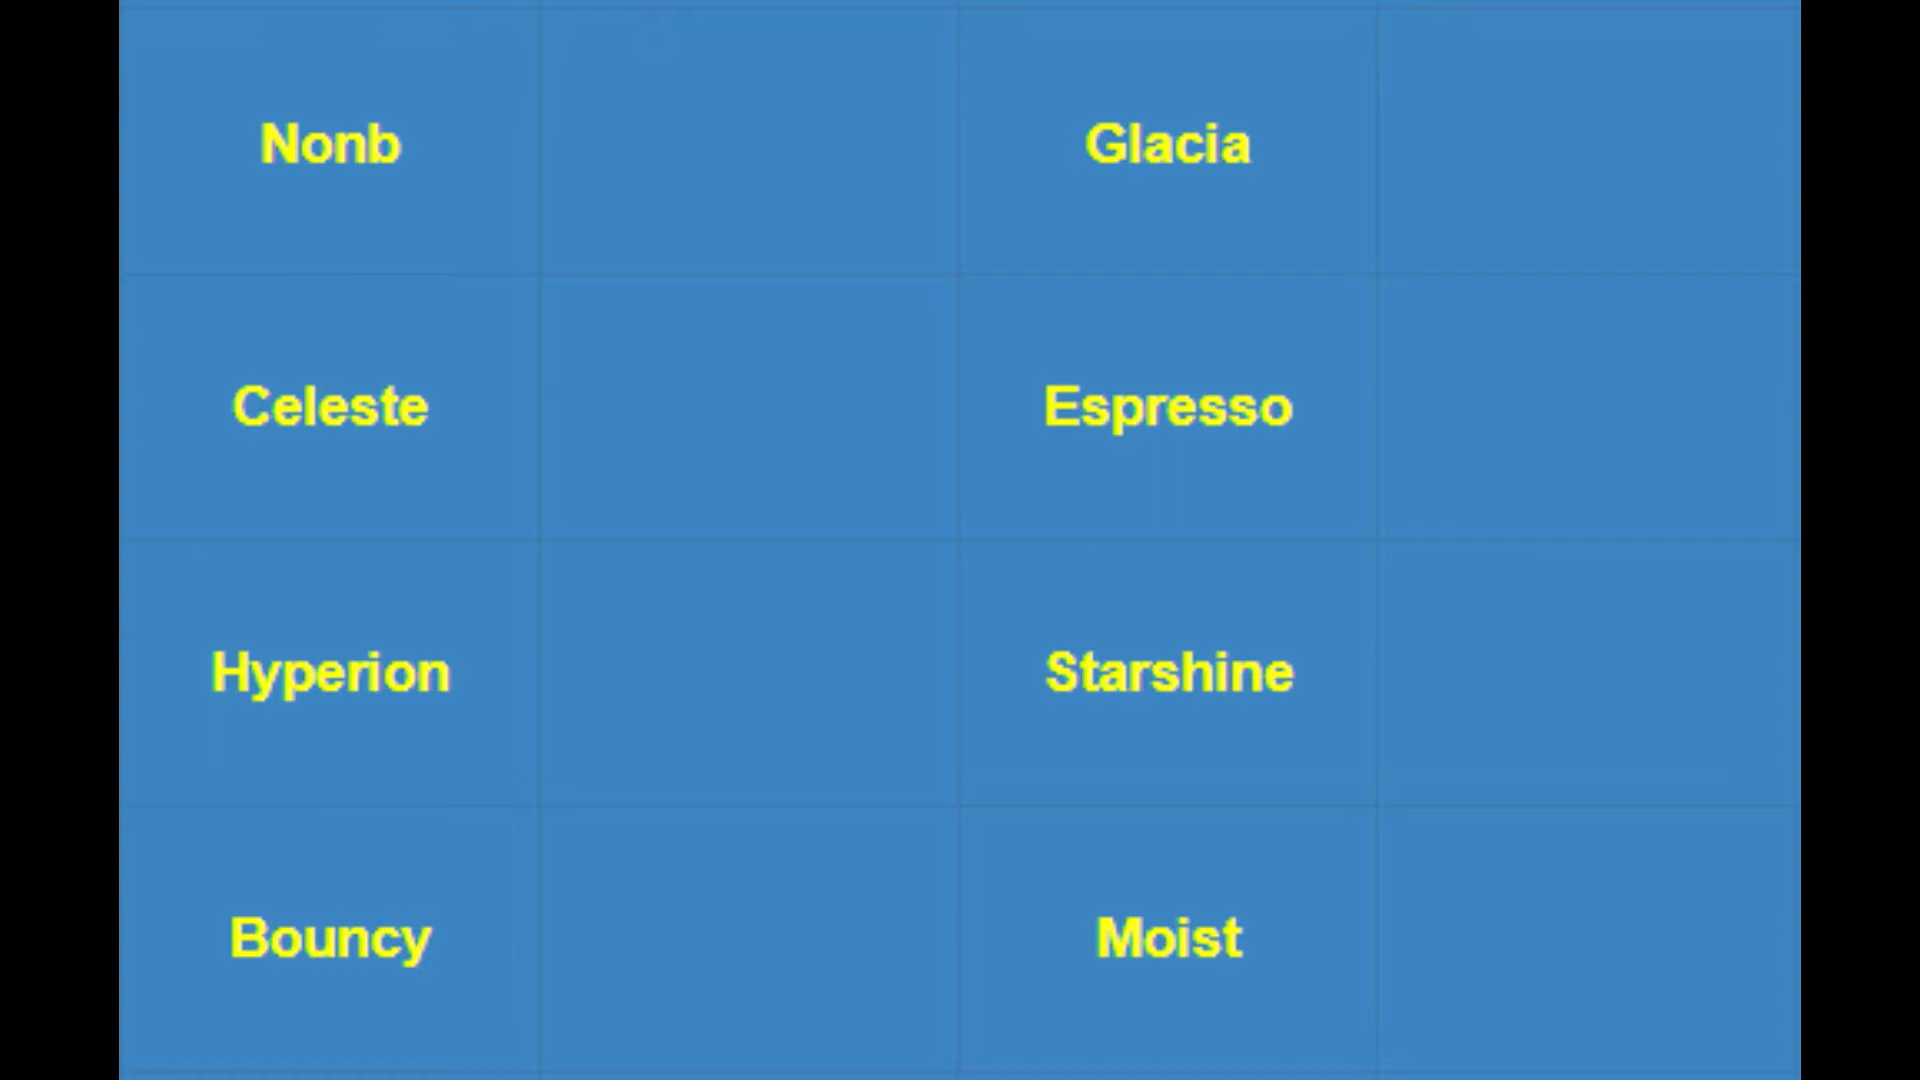 Nonb Glacia
Celeste Espresso
Hyperion Starshine
Bouncy Moist